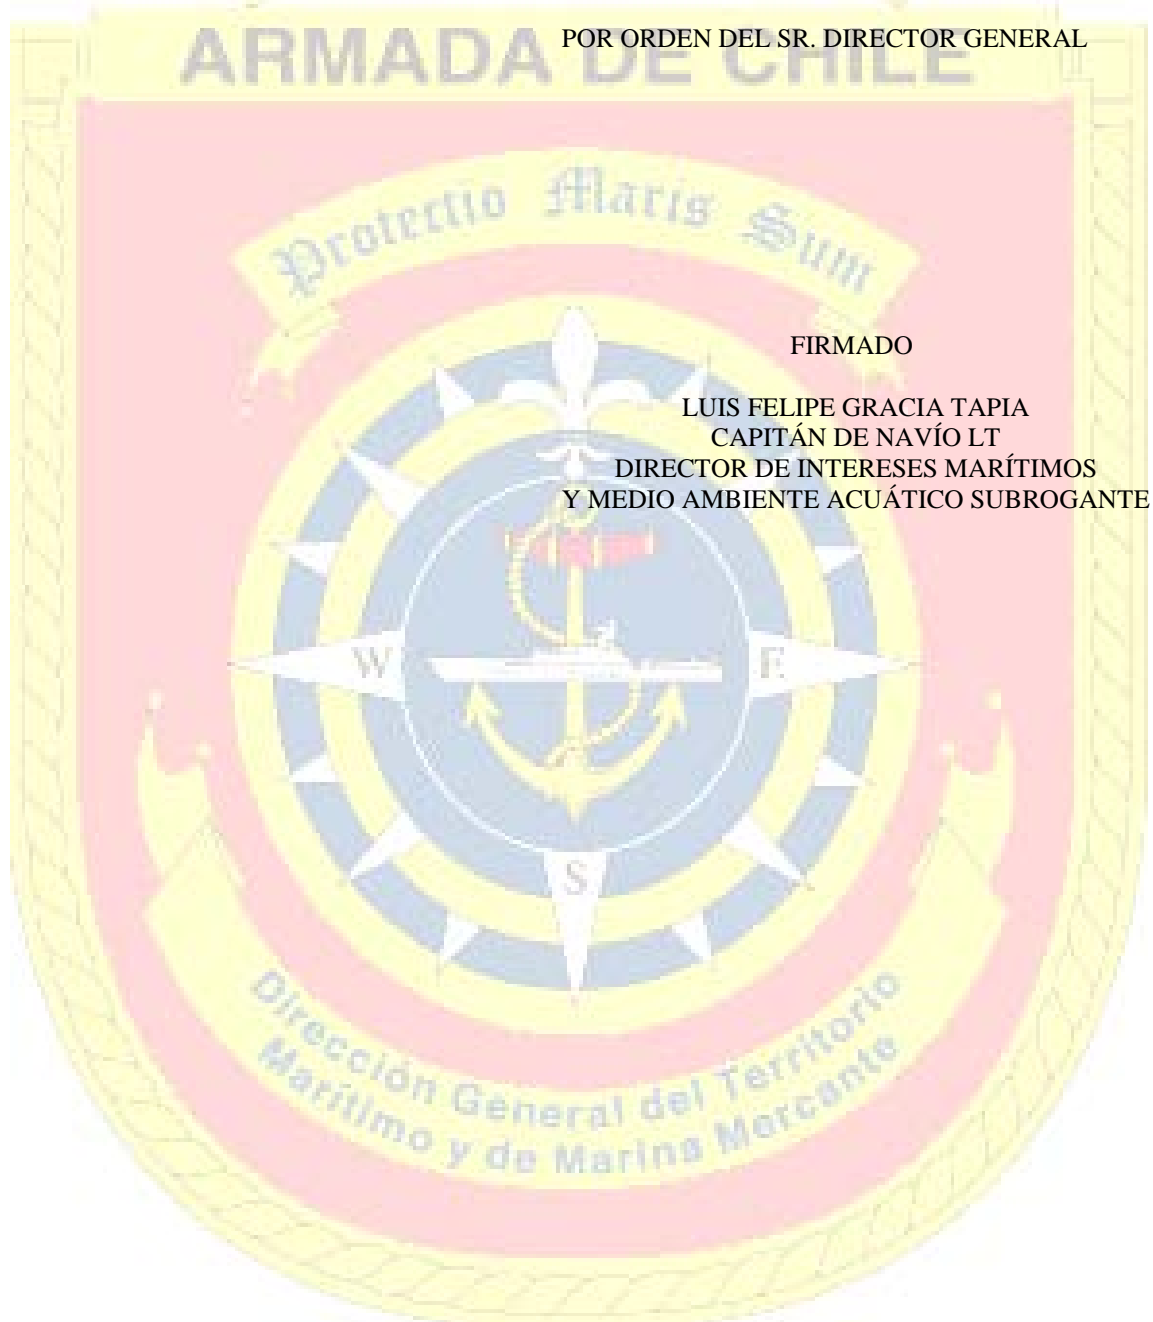 ARMADA DE CHILE
POR ORDEN DEL SR. DIRECTOR GENERAL
Protectio Maris Sum
FIRMADO
LUIS FELIPE GRACIA TAPIA
CAPITÁN DE NAVÍO LT
DIRECTOR DE INTERESES MARÍTIMOS
Y MEDIO AMBIENTE ACUÁTICO SUBROGANTE
W
E
S
Dirección General del Territorio
Marítimo y de Marina Mercante